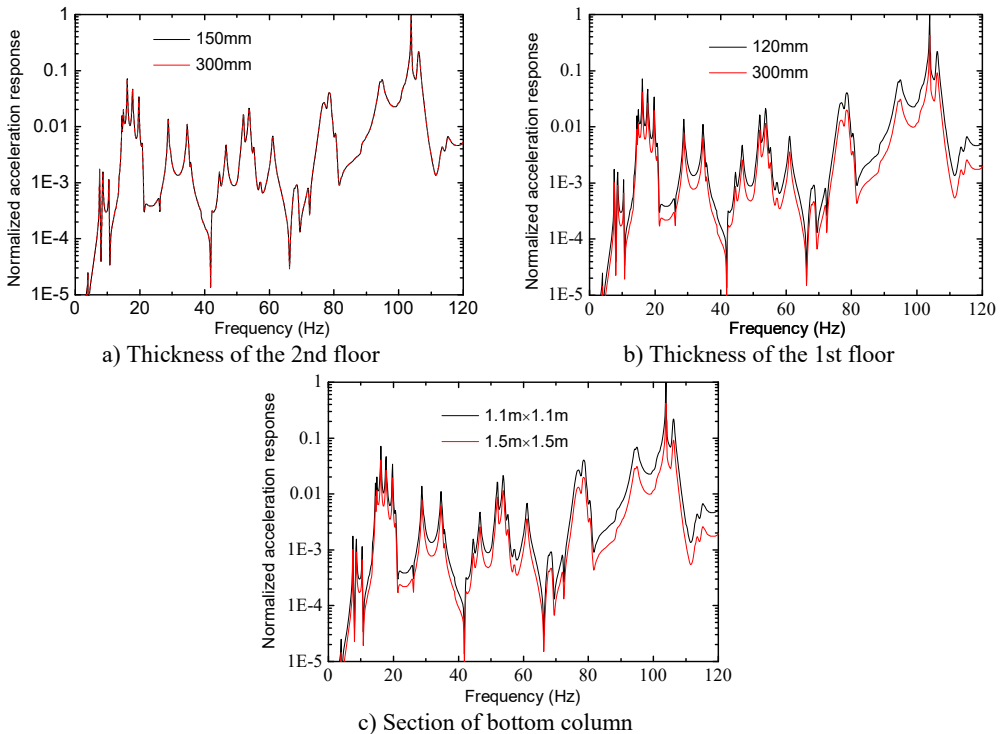 Normalized acceleration response
1
0.1
0.01
1E-3
1E-4
1E-5
150mm
300mm
0 20 40 60 80 100 120
Frequency (Hz)
a) Thickness of the 2nd floor
Normalized acceleration response
1
0.1
0.01
1E-3
1E-4
1E-5
120mm
300mm
0 20 40 60 80 100 120
Frequency (Hz)
b) Thickness of the 1st floor
Normalized acceleration response
1
0.1
0.01
1E-3
1E-4
1E-5
1.1m×1.1m
1.5m×1.5m
0 20 40 60 80 100 120
Frequency (Hz)
c) Section of bottom column